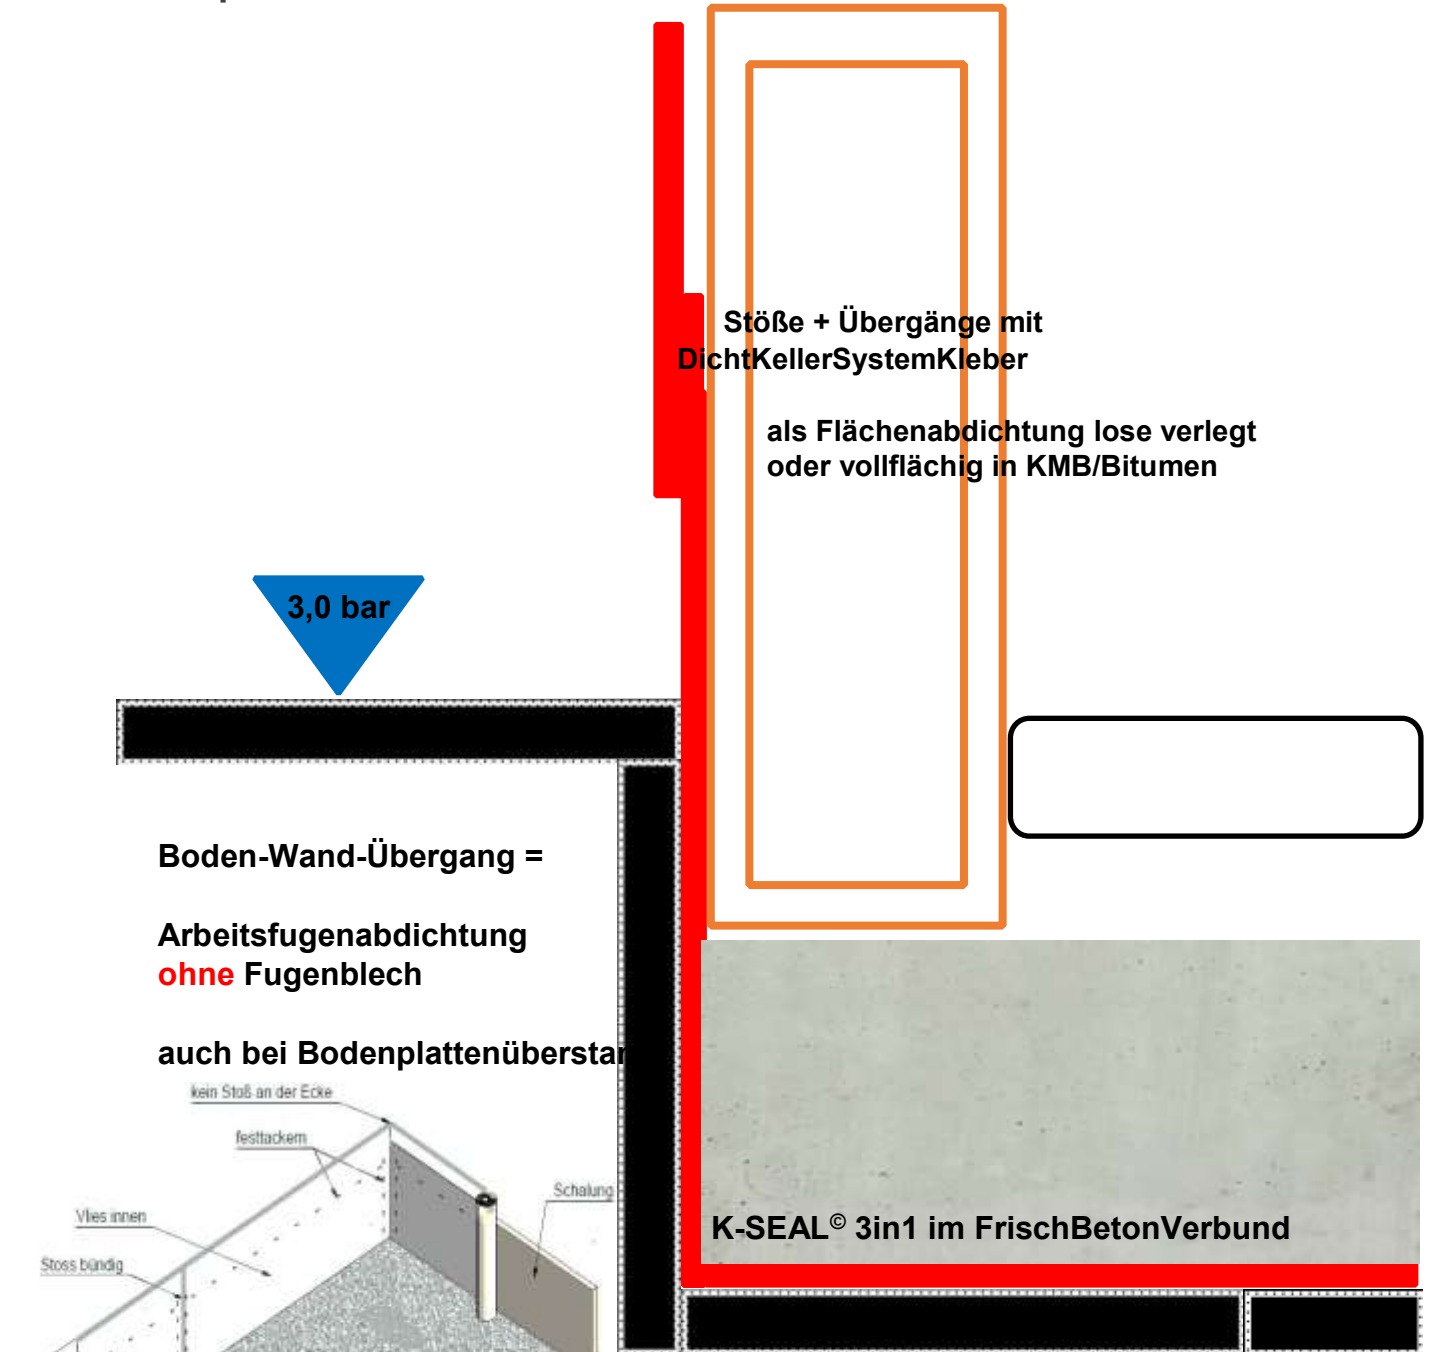 Stöße + Übergänge mit
DichtKellerSystemKleber
als Flächenabdichtung lose verlegt
oder vollflächig in KMB/Bitumen
3,0 bar
Boden-Wand-Übergang =
Arbeitsfugenabdichtung
ohne Fugenblech
auch bei Bodenplattenüberstan
kein Stoß an der Ecke
festtackern
Schalung
Vlies innen
Stoss bündig
K-SEAL© 3in1 im FrischBetonVerbund